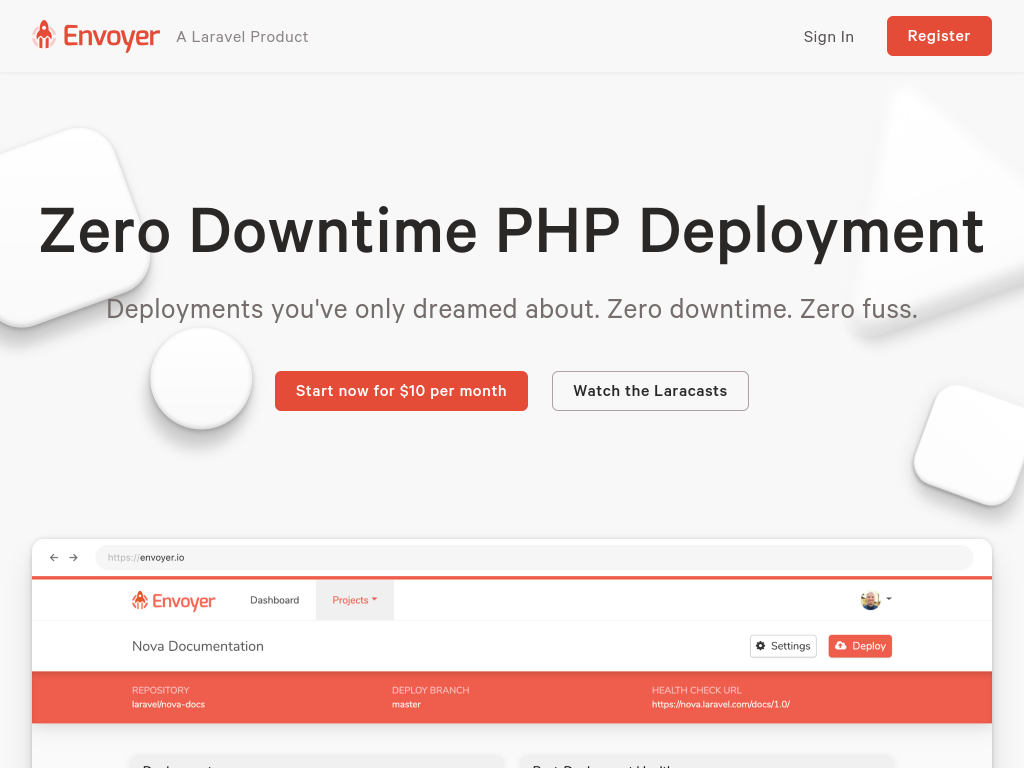 Envoyer A Laravel Product Sign In Register
Zero Downtime PHP Deployment
Deployments you've only dreamed about. Zero downtime. Zero fuss.
Start now for $10 per month Watch the Laracasts
https://envoyer.io
Envoyer Dashboard Projects
Nova Documentation Settings Deploy
REPOSITORY DEPLOY BRANCH HEALTH CHECK URL
laravel/nova-docs master https://nova.laravel.com/docs/1.0/